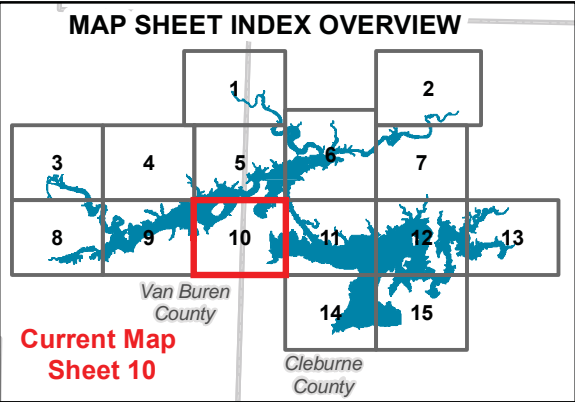 MAP SHEET INDEX OVERVIEW
1
2
3
4
5
6
7
8
9
10
11
12
13
Van Buren
County
14
15
Current Map
Sheet 10
Cleburne
County